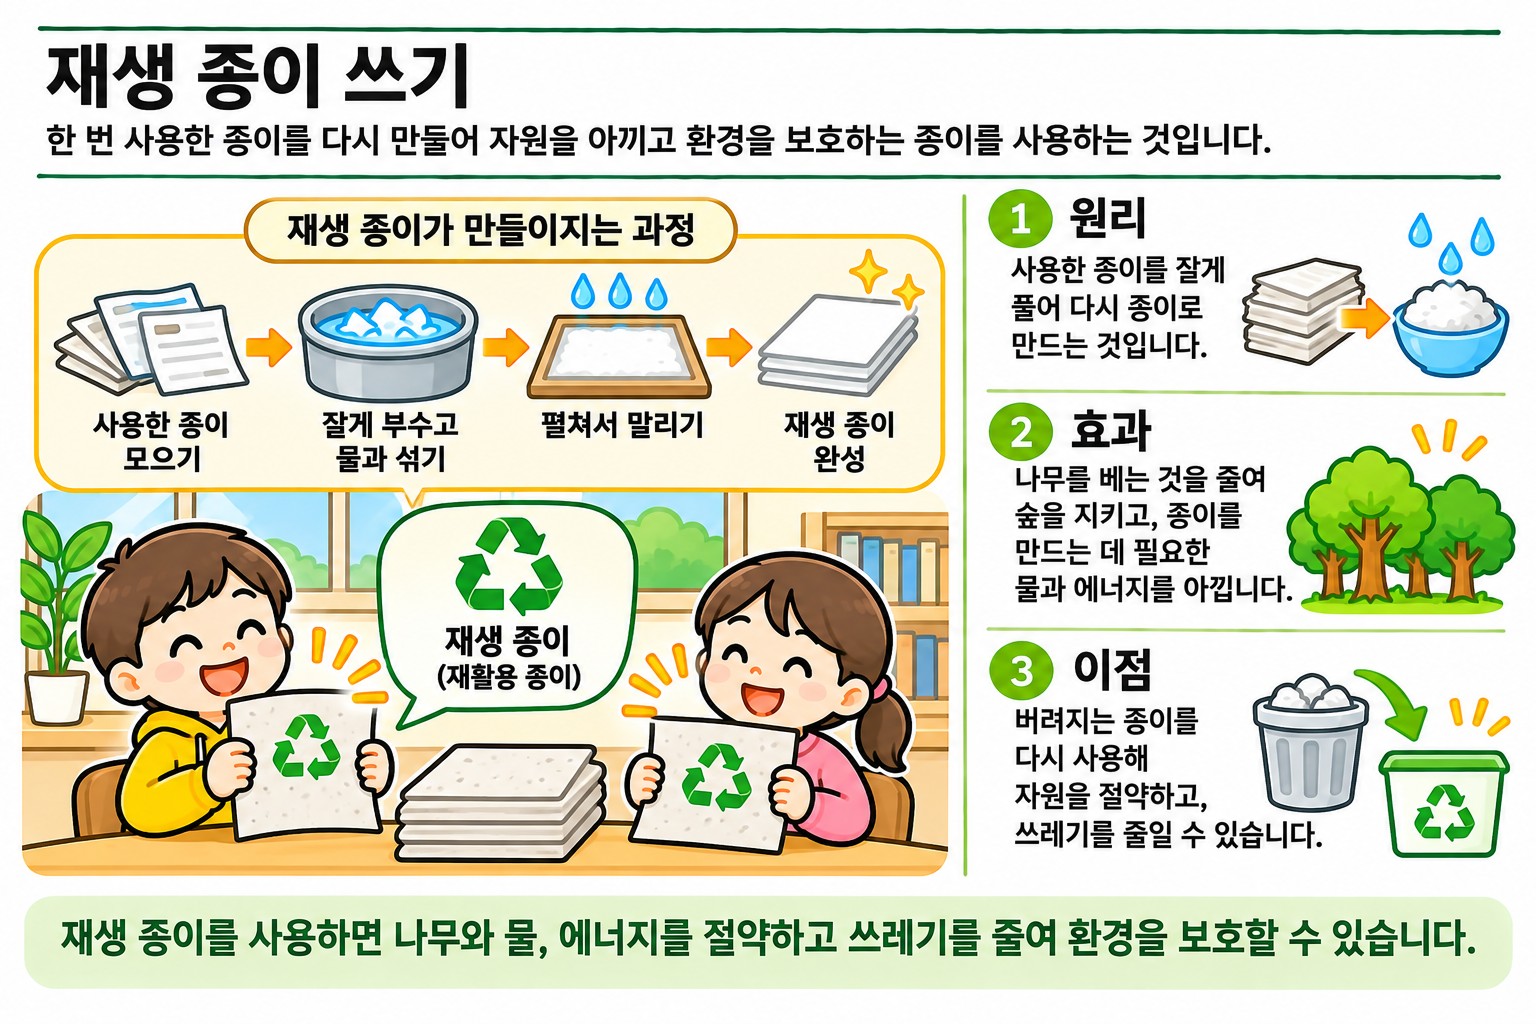 재생 종이 쓰기
한 번 사용한 종이를 다시 만들어 자원을 아끼고 환경을 보호하는 종이를 사용하는 것입니다.
재생 종이가 만들이지는 과정
사용한 종이
모으기
잘게 부수고
물과 섞기
펼쳐서 말리기
재생 종이
완성
재생 종이
(재활용 종이)
1 원리
사용한 종이를 잘게
풀어 다시 종이로
만드는 것입니다.
2 효과
나무를 베는 것을 줄여
숲을 지키고, 종이를
만드는 데 필요한
물과 에너지를 아낍니다.
3 이점
버려지는 종이를
다시 사용해
자원을 절약하고,
쓰레기를 줄일 수 있습니다.
재생 종이를 사용하면 나무와 물, 에너지를 절약하고 쓰레기를 줄여 환경을 보호할 수 있습니다.